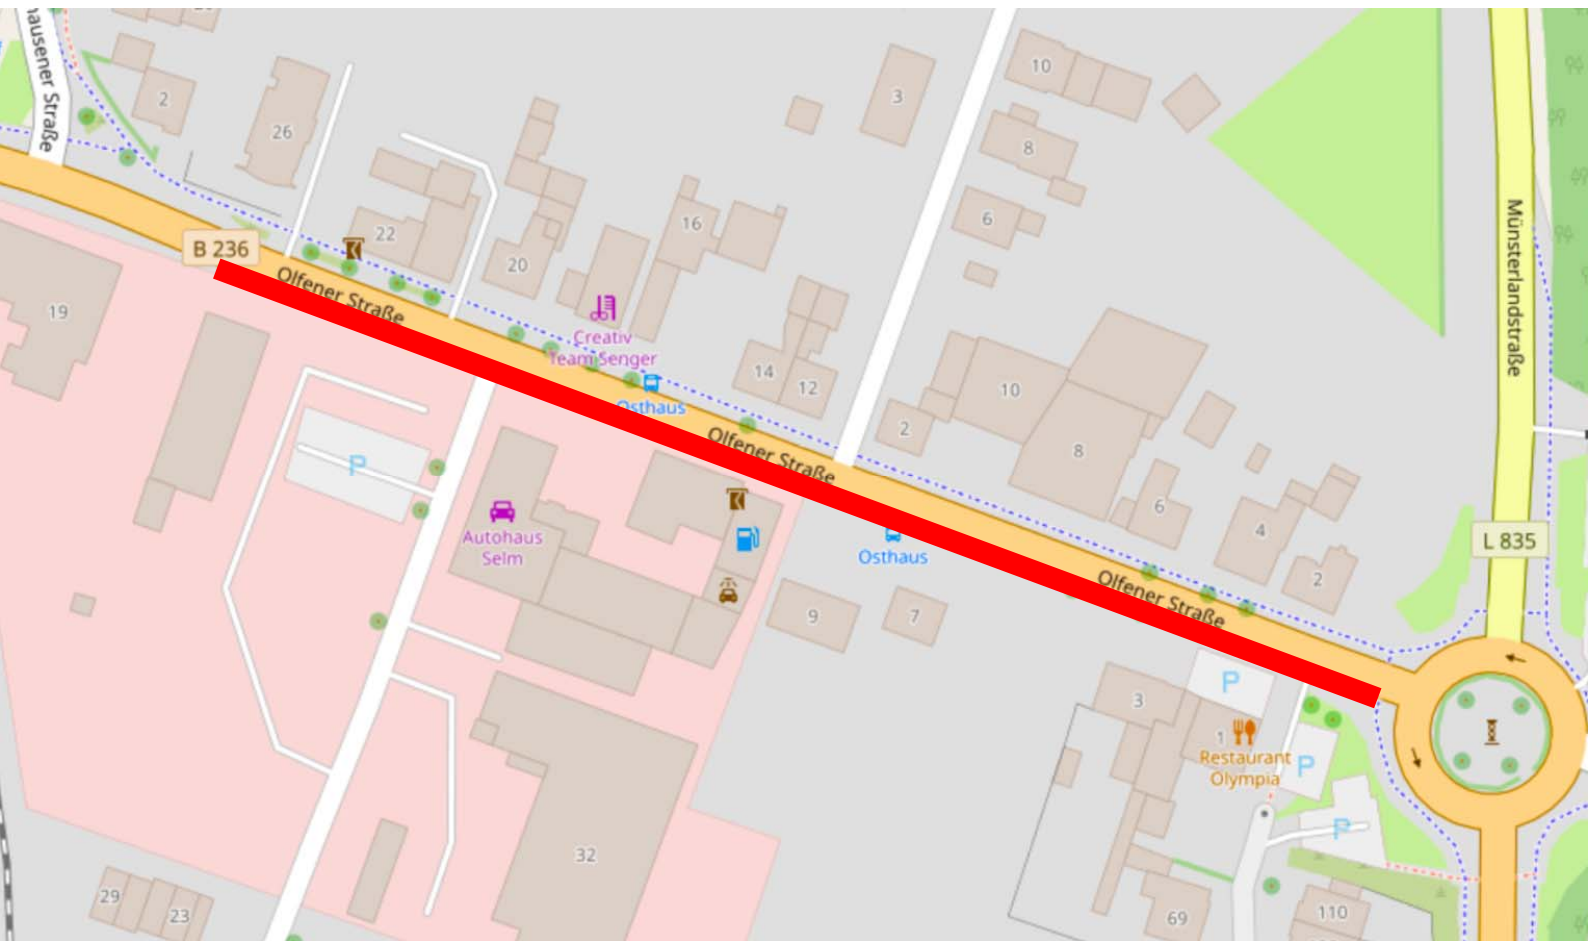 hausener Straße
2
26
3
10
8
6
22
20
16
B 236
Olfener Straße
19
Creativ
Team Senger
Osthaus
14
12
Olfener Straße
2
10
8
6
4
2
Münsterlandstraße
L 835
P
Autohaus
Selm
Osthaus
9
7
Olfener Straße
P
3
1
Restaurant
Olympia
P
P
32
29
23
69
110